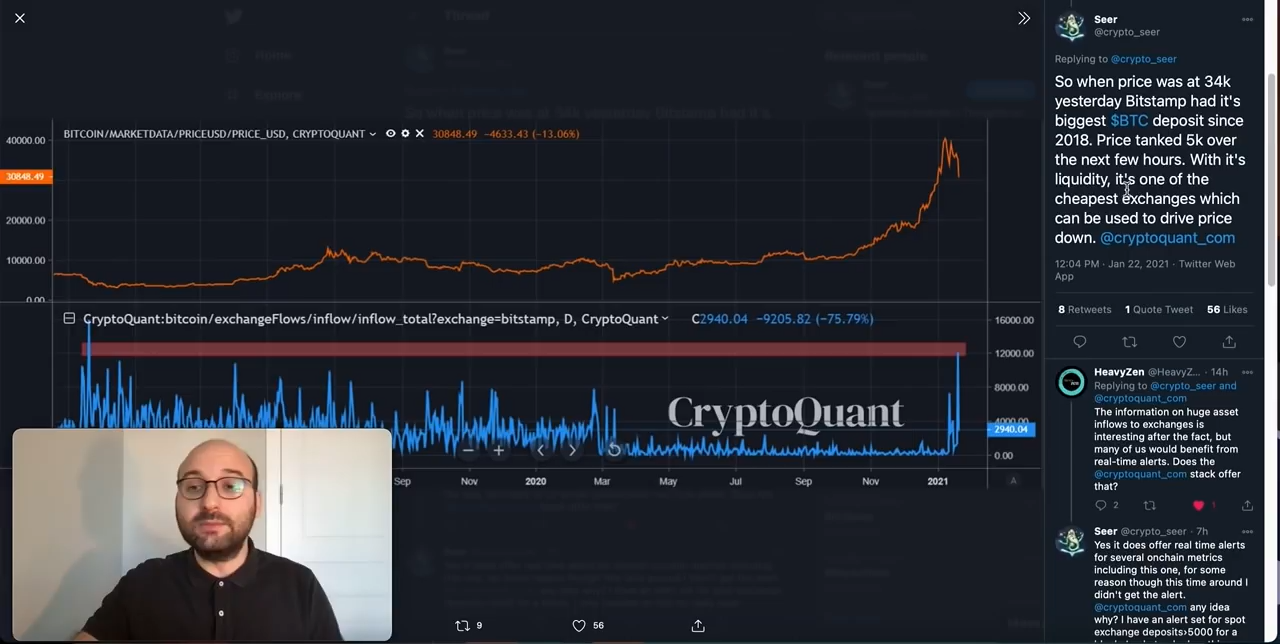 BITCOIN/MARKETDATA/PRICEUSD/PRICE_USD, CRYPTOQUANT 30848.49 −4633.43 (−13.06%)
40000.00
30848.49
20000.00
10000.00
0.00
CryptoQuant:bitcoin/exchangeFlows/inflow/inflow_total?exchange=bitstamp, D, CryptoQuant C2940.04 −9205.82 (−75.79%)
16000.00
12000.00
8000.00
4000.00
2940.04
0.00
CryptoQuant
Sep Nov 2020 Mar May Jul Sep Nov 2021
A
9 56
Seer
@crypto_seer
Replying to @crypto_seer
So when price was at 34k
yesterday Bitstamp had it's
biggest $BTC deposit since
2018. Price tanked 5k over
the next few hours. With it's
liquidity, it's one of the
cheapest exchanges which
can be used to drive price
down. @cryptoquant_com
12:04 PM · Jan 22, 2021 · Twitter Web
App
8 Retweets 1 Quote Tweet 56 Likes
HeavyZen @HeavyZ... · 14h
Replying to @crypto_seer and
@cryptoquant_com
The information on huge asset
inflows to exchanges is
interesting after the fact, but
many of us would benefit from
real-time alerts. Does the
@cryptoquant_com stack offer
that?
2 1
Seer @crypto_seer · 7h
Yes it does offer real time alerts
for several onchain metrics
including this one, for some
reason though this time around I
didn't get the alert.
@cryptoquant_com any idea
why? I have an alert set for spot
exchange deposits>5000 for a